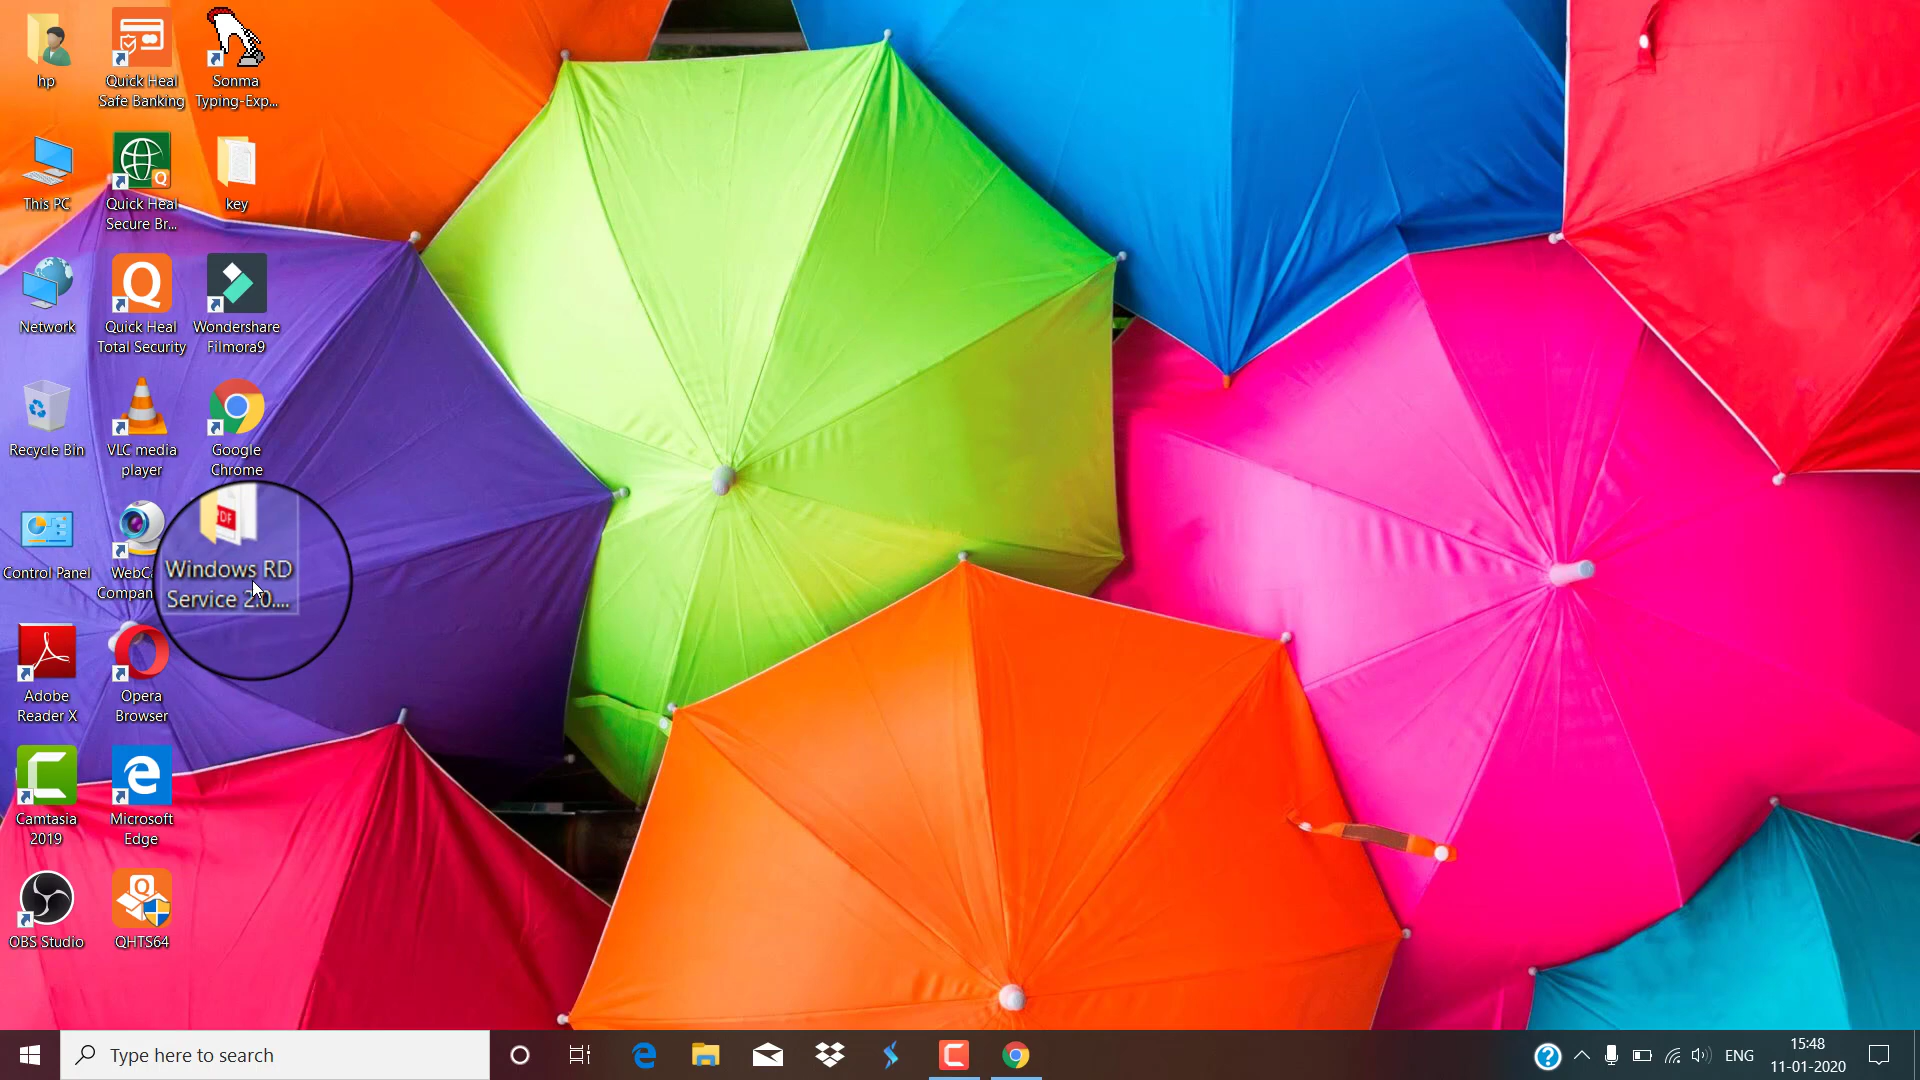 hp
Quick Heal
Safe Banking
Sonma
Typing-Exp...
This PC
Quick Heal
Secure Br...
key
Network
Quick Heal
Total Security
Wondershare
Filmora9
Recycle Bin
VLC media
player
Google
Chrome
PDF
Control Panel
Windows RD
Service 2.0....
Adobe
Reader X
Opera
Browser
Camtasia
2019
Microsoft
Edge
OBS Studio
QHTS64
Type here to search
ENG
15:48
11-01-2020